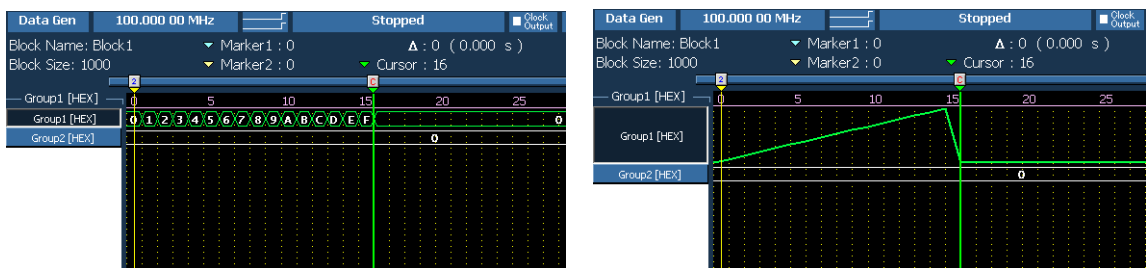 Data Gen 100.000 00 MHz Stopped Clock Output
Block Name: Block1 Marker1 : 0 Δ : 0 ( 0.000 s )
Block Size: 1000 Marker2 : 0 Cursor : 16
2 C
Group1 [HEX] 0 5 10 15 20 25
Group1 [HEX] 0 1 2 3 4 5 6 7 8 9 A B C D E F 0
Group2 [HEX] 0
Data Gen 100.000 00 MHz Stopped Clock Output
Block Name: Block1 Marker1 : 0 Δ : 0 ( 0.000 s )
Block Size: 1000 Marker2 : 0 Cursor : 16
2 C
Group1 [HEX] 0 5 10 15 20 25
Group1 [HEX]
Group2 [HEX] 0